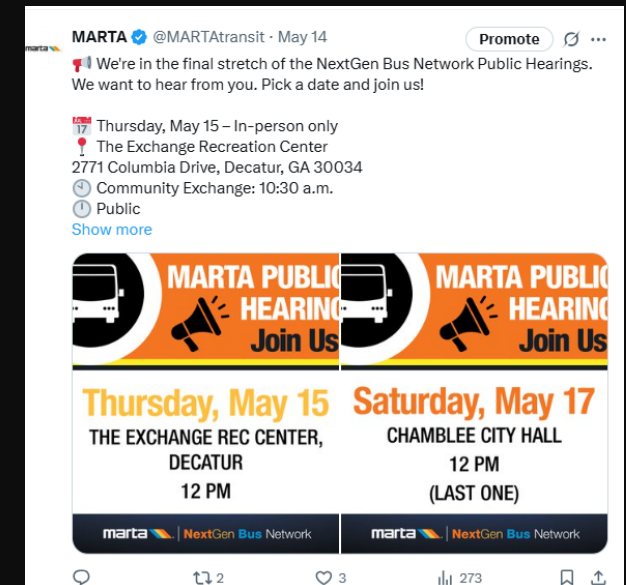 marta
MARTA @MARTAtransit · May 14
Promote
We're in the final stretch of the NextGen Bus Network Public Hearings.
We want to hear from you. Pick a date and join us!
JUL 17 Thursday, May 15 – In-person only
The Exchange Recreation Center
2771 Columbia Drive, Decatur, GA 30034
Community Exchange: 10:30 a.m.
Public
Show more
MARTA PUBLIC
HEARING
Join Us
Thursday, May 15
THE EXCHANGE REC CENTER,
DECATUR
12 PM
marta | NextGen Bus Network
MARTA PUBLIC
HEARING
Join Us
Saturday, May 17
CHAMBLEE CITY HALL
12 PM
(LAST ONE)
marta | NextGen Bus Network
2
3
273